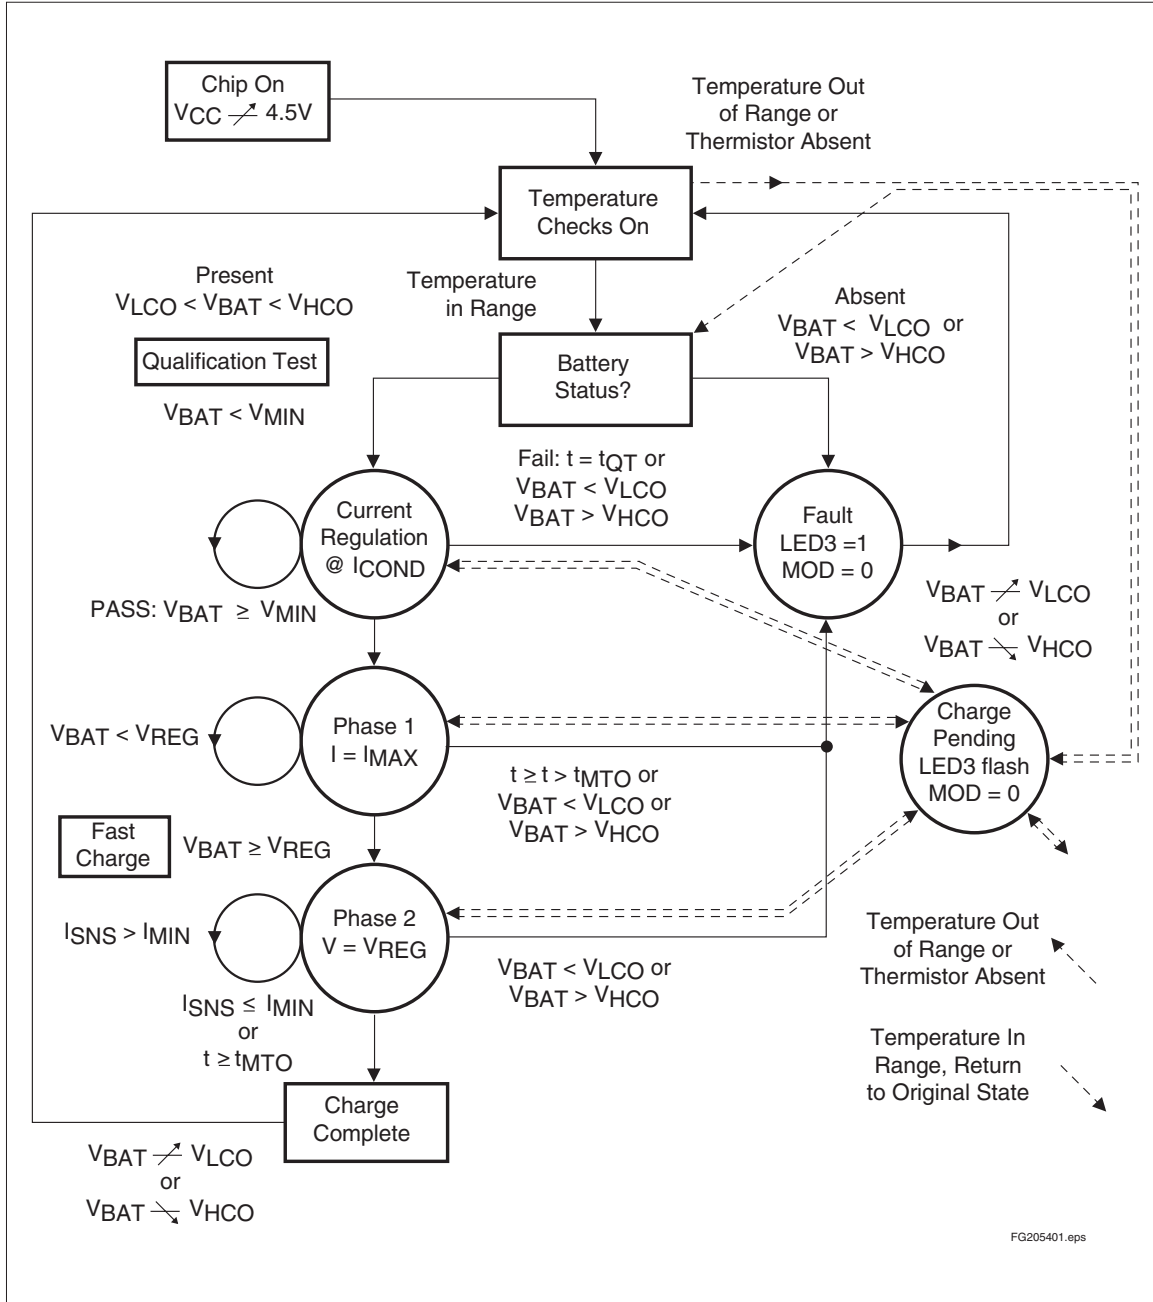 Chip On
VCC 4.5V
Temperature Out
of Range or
Thermistor Absent
Temperature
Checks On
Present
VLCO < VBAT < VHCO
Temperature
in Range
Absent
VBAT < VLCO or
VBAT > VHCO
Qualification Test
Battery
Status?
VBAT < VMIN
Fail: t = tQT or
VBAT < VLCO
VBAT > VHCO
Current
Regulation
@ ICOND
Fault
LED3 =1
MOD = 0
PASS: VBAT ≥ VMIN
VBAT VLCO
or
VBAT VHCO
VBAT < VREG
Phase 1
I = IMAX
Charge
Pending
LED3 flash
MOD = 0
t ≥ t > tMTO or
VBAT < VLCO or
VBAT > VHCO
Fast
Charge
VBAT ≥ VREG
ISNS > IMIN
Phase 2
V = VREG
VBAT < VLCO or
VBAT > VHCO
Temperature Out
of Range or
Thermistor Absent
ISNS ≤ IMIN
or
t ≥ tMTO
Temperature In
Range, Return
to Original State
Charge
Complete
VBAT VLCO
or
VBAT VHCO
FG205401.eps